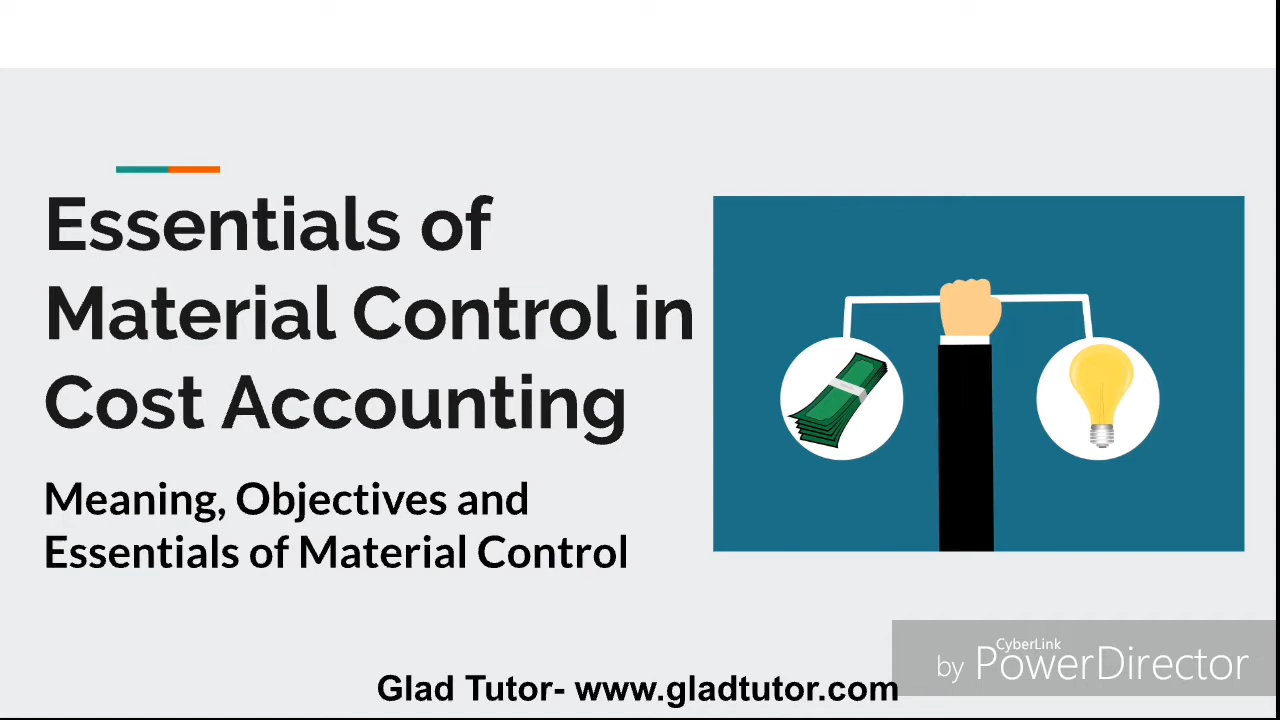 Essentials of
Material Control in
Cost Accounting
Meaning, Objectives and
Essentials of Material Control
CyberLink
by PowerDirector
Glad Tutor- www.gladtutor.com